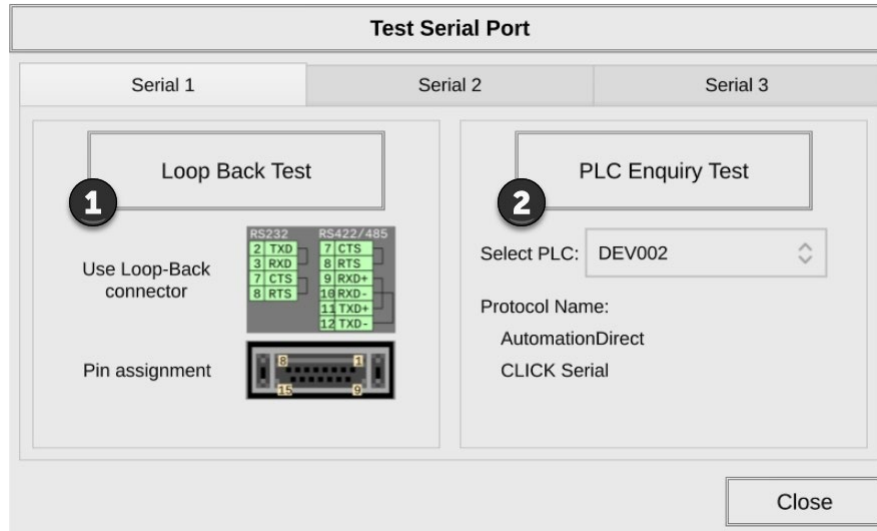 Test Serial Port
Serial 1
Serial 2
Serial 3
1
Loop Back Test
Use Loop-Back
connector
RS232
2 TXD
3 RXD
7 CTS
8 RTS
RS422/485
7 CTS
8 RTS
9 RXD+
10 RXD-
11 TXD+
12 TXD-
Pin assignment
8 1
15 9
2
PLC Enquiry Test
Select PLC: DEV002
Protocol Name:
AutomationDirect
CLICK Serial
Close